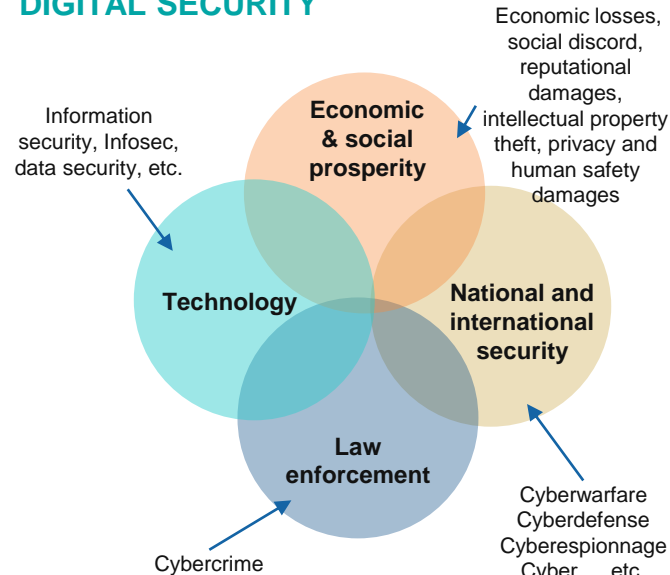 DIGITAL SECURITY
Economic losses,
social discord,
reputational
damages,
intellectual property
theft, privacy and
human safety
damages
Information
security, Infosec,
data security, etc.
Economic
& social
prosperity
Technology
National and
international
security
Law
enforcement
Cybercrime
Cyberwarfare
Cyberdefense
Cyberespionnage
Cyber... etc.